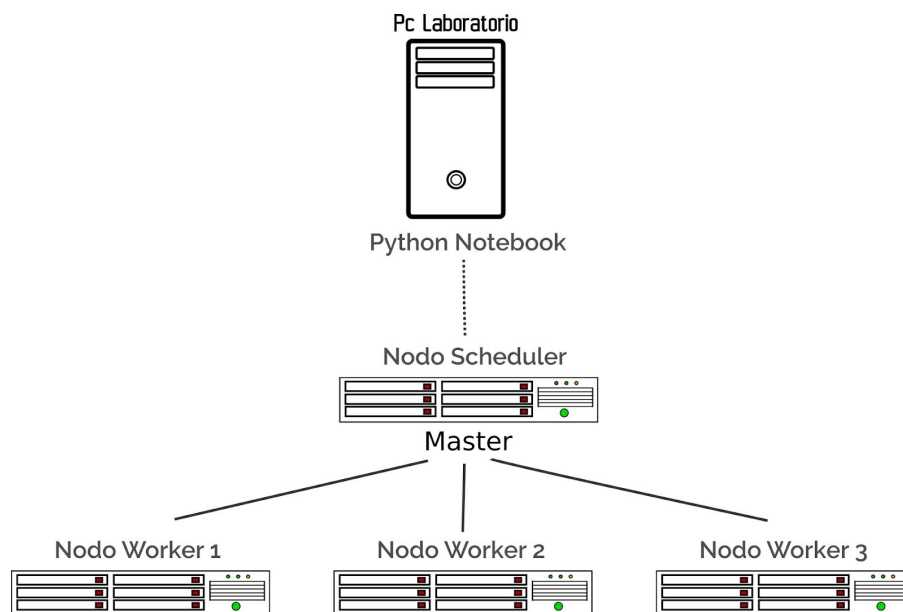 Pc Laboratorio
Python Notebook
Nodo Scheduler
Master
Nodo Worker 1
Nodo Worker 2
Nodo Worker 3